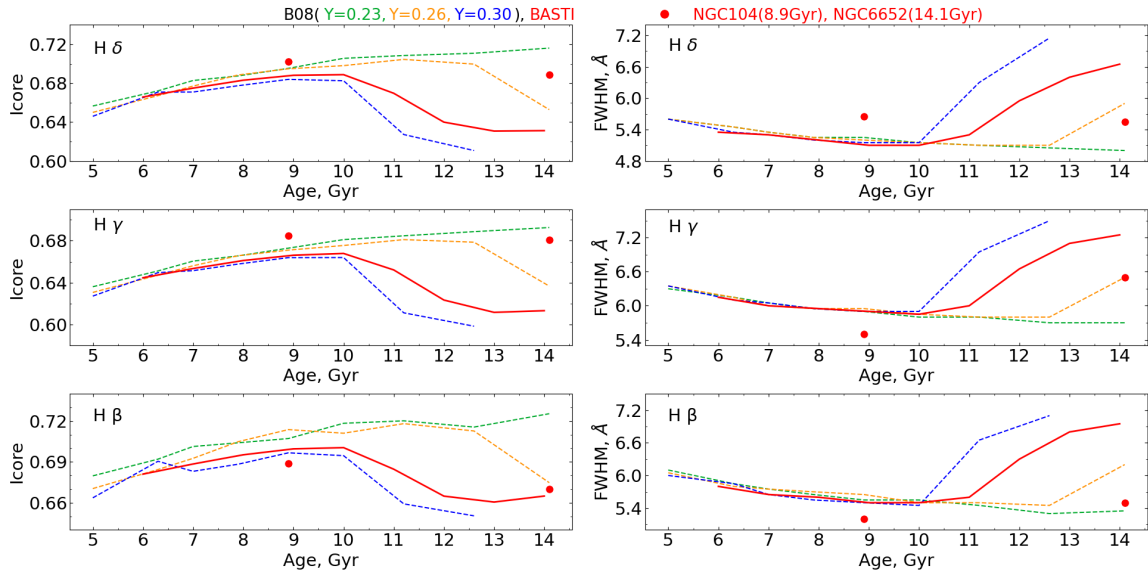 B08( Y=0.23, Y=0.26, Y=0.30), BASTI
NGC104(8.9Gyr), NGC6652(14.1Gyr)
H δ
Icore
0.72
0.68
0.64
0.60
5 6 7 8 9 10 11 12 13 14
Age, Gyr
H δ
FWHM, Å
7.2
6.6
6.0
5.4
4.8
5 6 7 8 9 10 11 12 13 14
Age, Gyr
H γ
Icore
0.68
0.64
0.60
5 6 7 8 9 10 11 12 13 14
Age, Gyr
H γ
FWHM, Å
7.2
6.6
6.0
5.4
5 6 7 8 9 10 11 12 13 14
Age, Gyr
H β
Icore
0.72
0.69
0.66
5 6 7 8 9 10 11 12 13 14
Age, Gyr
H β
FWHM, Å
7.2
6.6
6.0
5.4
5 6 7 8 9 10 11 12 13 14
Age, Gyr